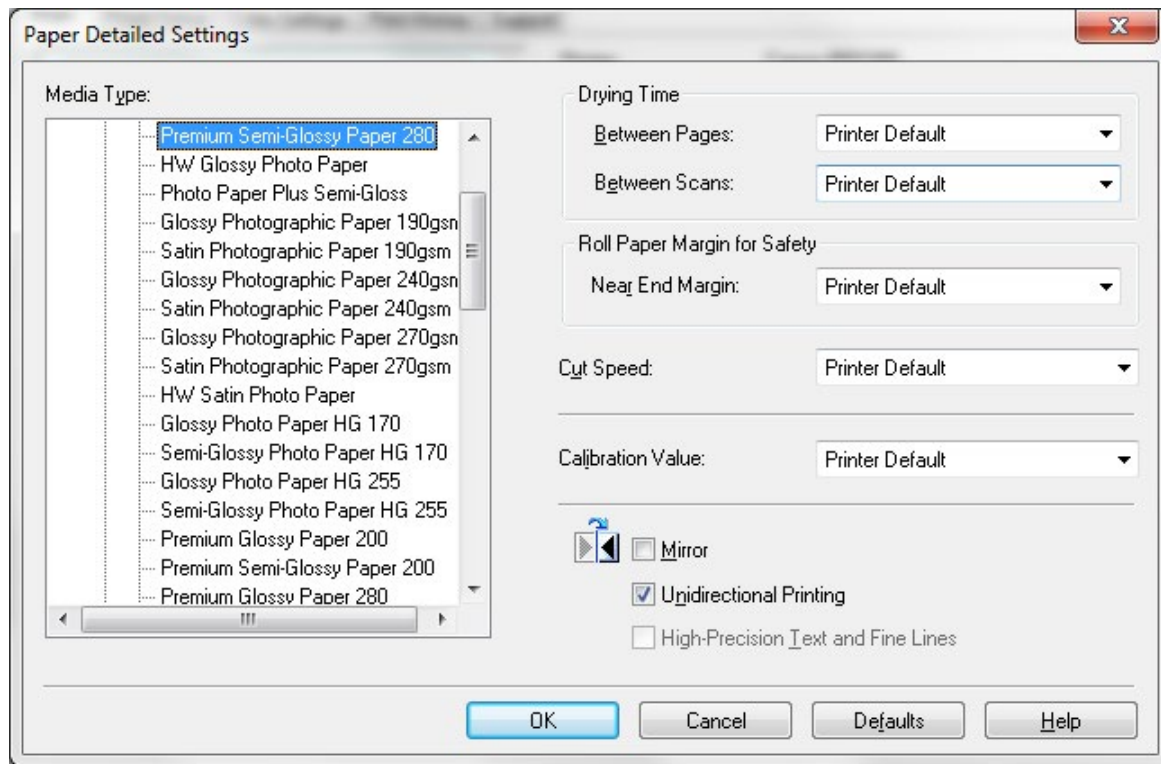 Paper Detailed Settings
Media Type:
Premium Semi-Glossy Paper 280
HW Glossy Photo Paper
Photo Paper Plus Semi-Gloss
Glossy Photographic Paper 190gsm
Satin Photographic Paper 190gsm
Glossy Photographic Paper 240gsm
Satin Photographic Paper 240gsm
Glossy Photographic Paper 270gsm
Satin Photographic Paper 270gsm
HW Satin Photo Paper
Glossy Photo Paper HG 170
Semi-Glossy Photo Paper HG 170
Glossy Photo Paper HG 255
Semi-Glossy Photo Paper HG 255
Premium Glossy Paper 200
Premium Semi-Glossy Paper 200
Premium Glossy Paper 280
Drying Time
Between Pages: Printer Default
Between Scans: Printer Default
Roll Paper Margin for Safety
Near End Margin: Printer Default
Cut Speed: Printer Default
Calibration Value: Printer Default
Mirror
Unidirectional Printing
High-Precision Text and Fine Lines
OK Cancel Defaults Help